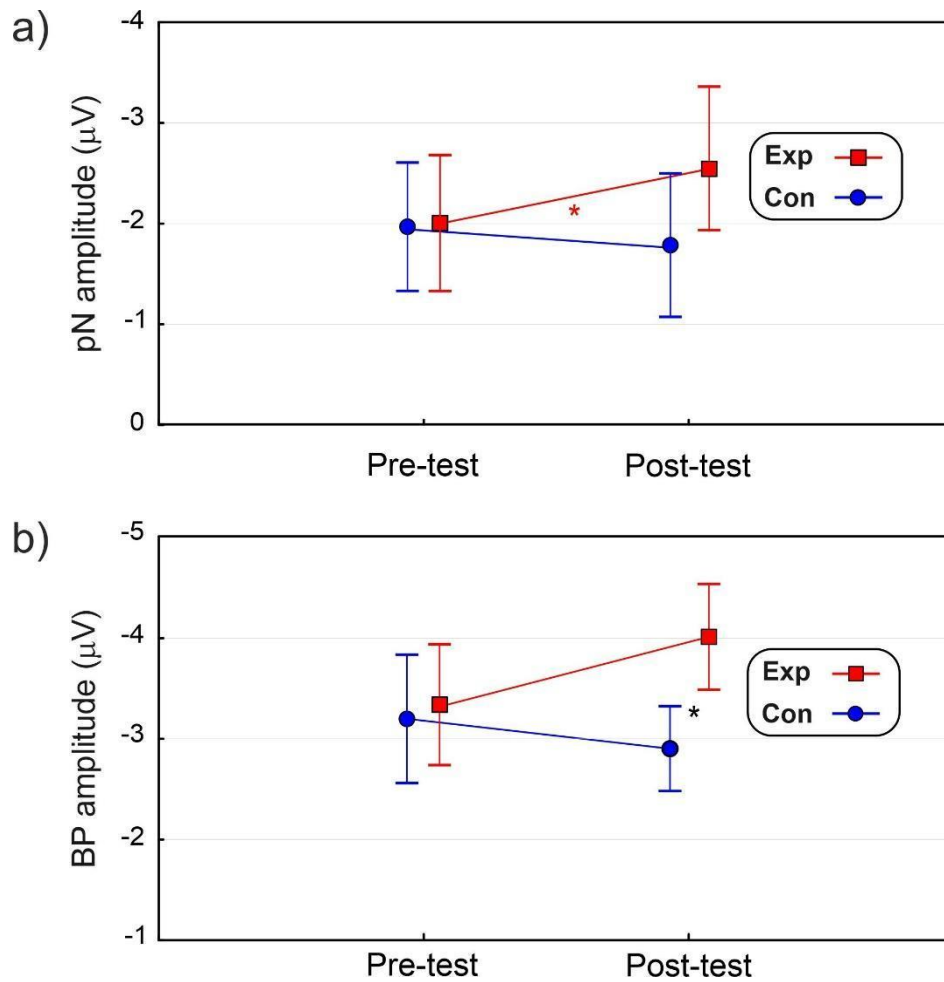 a)
pN amplitude (µV)
-4
-3
-2
-1
0
*
Exp
Con
Pre-test
Post-test
b)
BP amplitude (µV)
-5
-4
-3
-2
-1
*
Exp
Con
Pre-test
Post-test